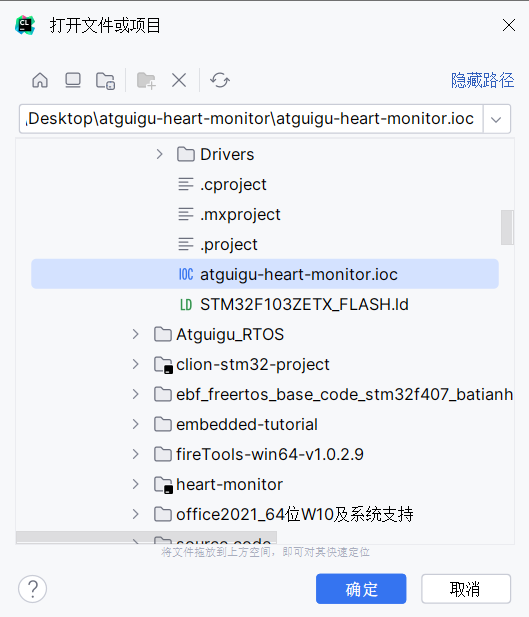 CL 打开文件或项目
隐藏路径
\Desktop\atguigu-heart-monitor\atguigu-heart-monitor.ioc
Drivers
.cproject
.mxproject
.project
IOC atguigu-heart-monitor.ioc
LD STM32F103ZETX_FLASH.ld
Atguigu_RTOS
clion-stm32-project
ebf_freertos_base_code_stm32f407_batianh
embedded-tutorial
fireTools-win64-v1.0.2.9
heart-monitor
office2021_64位W10及系统支持
source code
将文件拖放到上方空间，即可对其快速定位
?
确定
取消